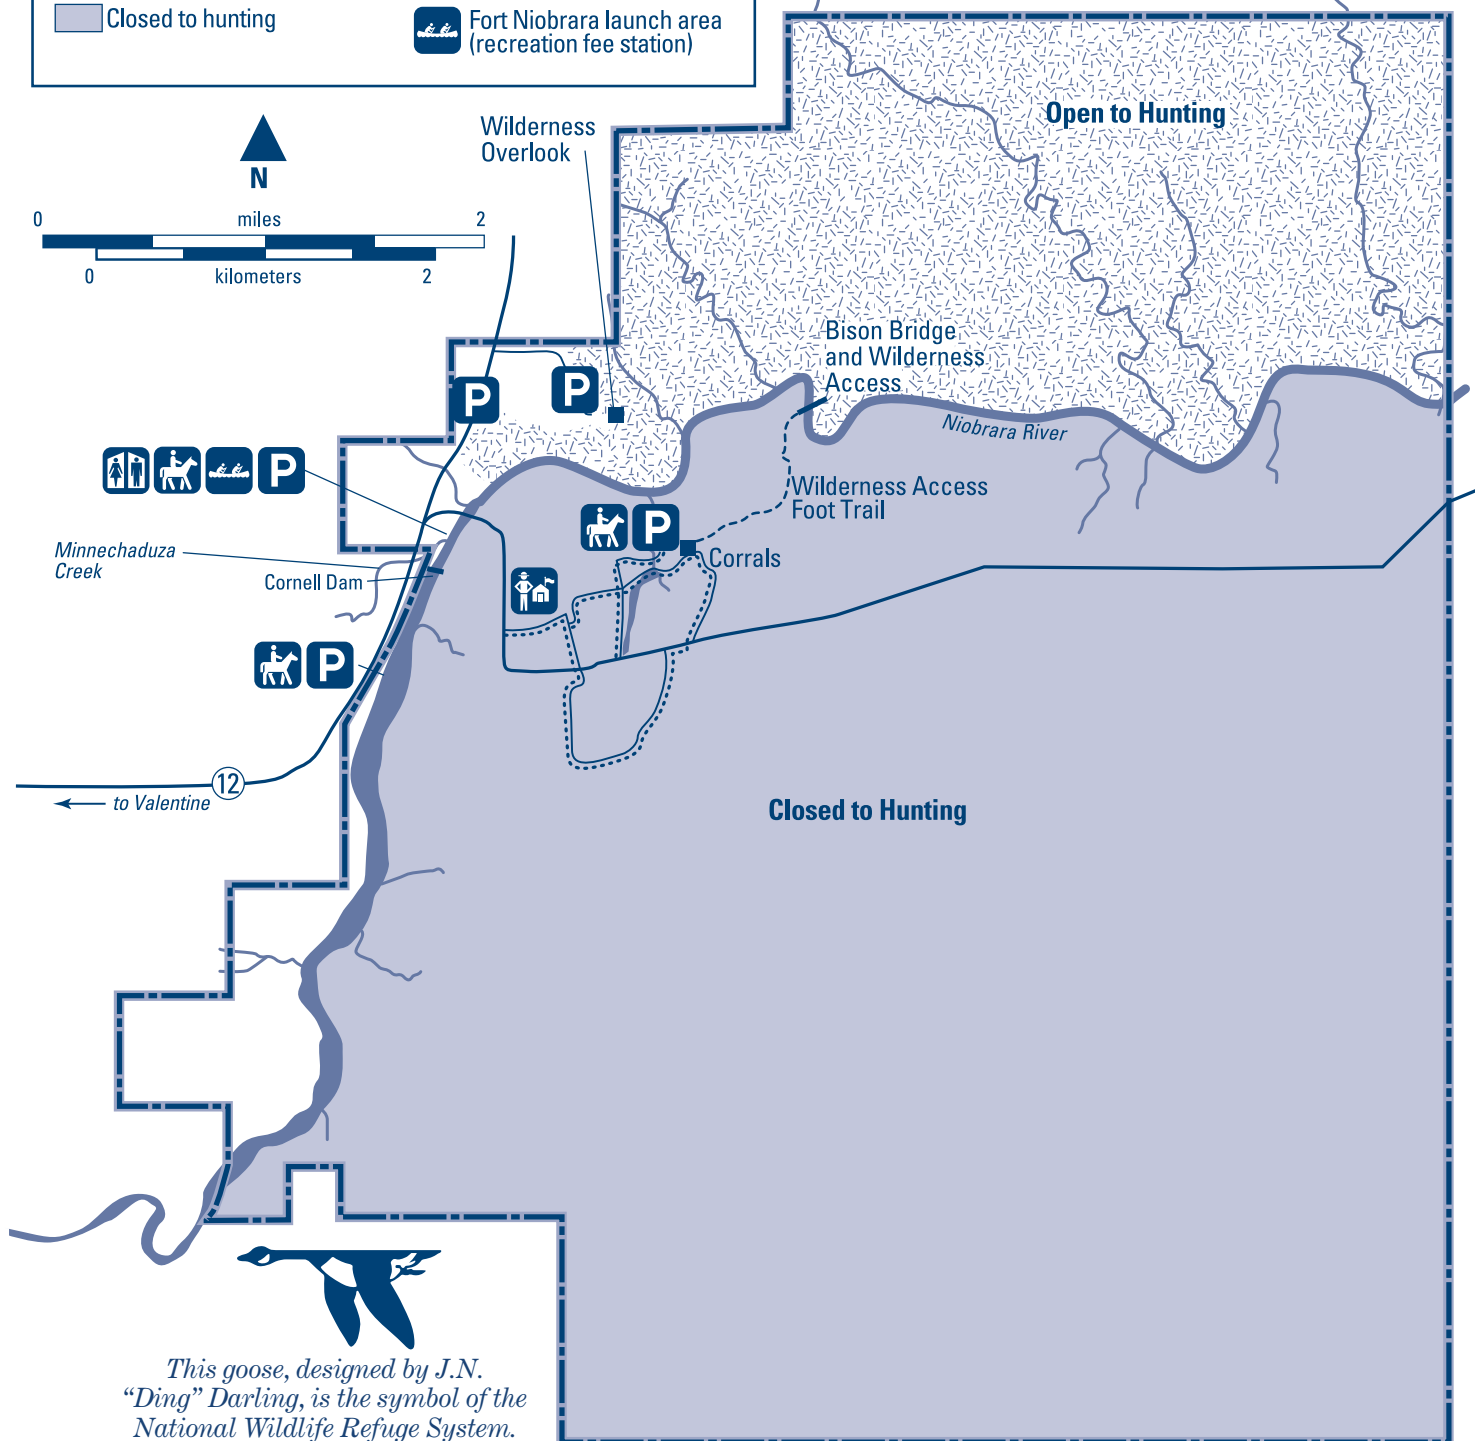 Closed to hunting
Fort Niobrara launch area
(recreation fee station)
N
0 miles 2
0 kilometers 2
Wilderness
Overlook
Open to Hunting
Bison Bridge
and Wilderness
Access
Niobrara River
P
P
P
Wilderness Access
Foot Trail
P
Corrals
Minnechaduza
Creek
Cornell Dam
P
12
to Valentine
Closed to Hunting
This goose, designed by J.N.
“Ding” Darling, is the symbol of the
National Wildlife Refuge System.